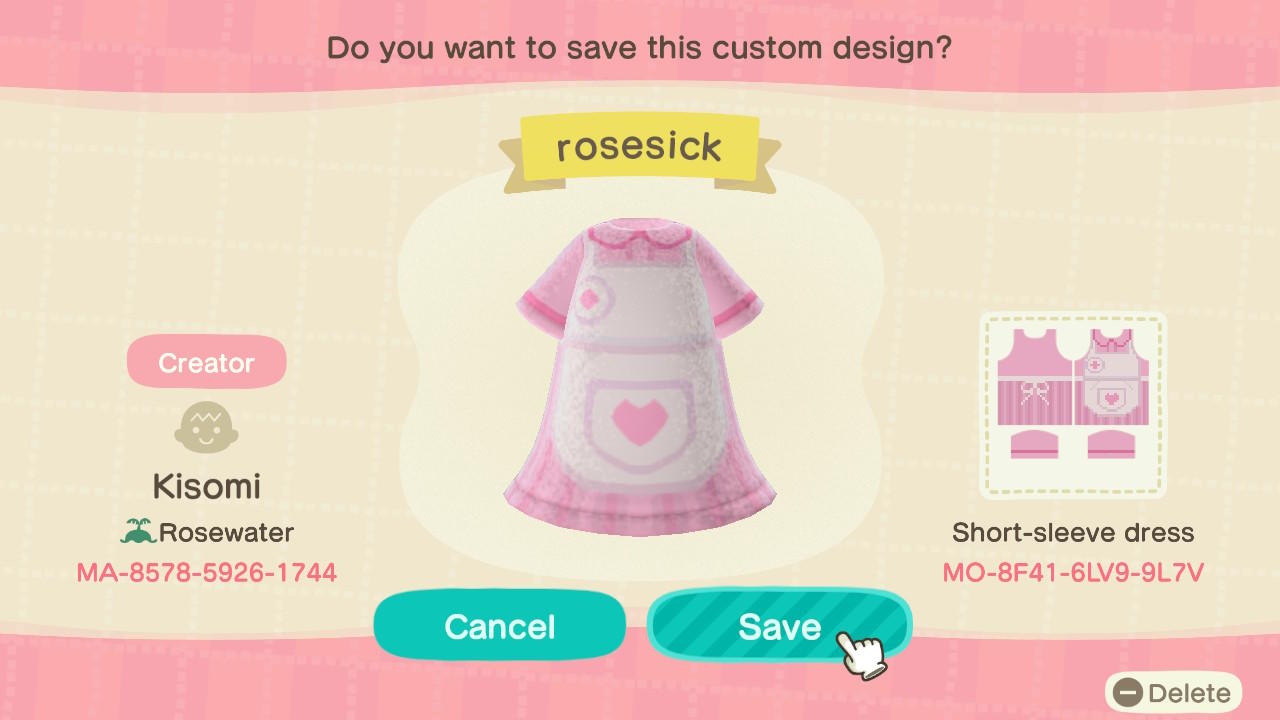 Do you want to save this custom design?
rosesick
Creator
Kisomi
Rosewater
MA-8578-5926-1744
Short-sleeve dress
MO-8F41-6LV9-9L7V
Cancel
Save
Delete